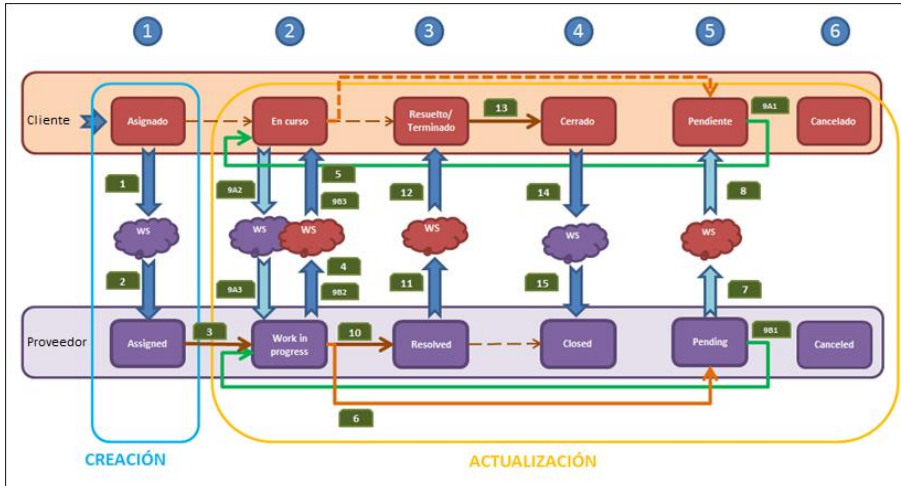 1 2 3 4 5 6
Cliente
Asignado
En curso
Resuelto/
Terminado
13
Cerrado
Pendiente
9A1
Cancelado
1
9A2
5
9B3
12
14
8
WS
WS
WS
WS
WS
WS
2
9A3
4
9B2
11
15
7
Proveedor
Assigned
3
Work in
progress
10
Resolved
Closed
Pending
9B1
Canceled
6
CREACIÓN
ACTUALIZACIÓN